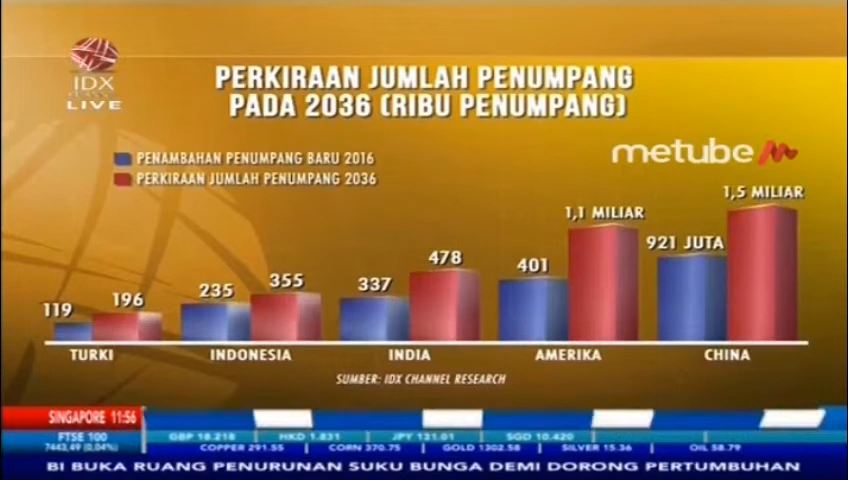 IDX
LIVE
PERKIRAAN JUMLAH PENUMPANG
PADA 2036 (RIBU PENUMPANG)
metube
PENAMBAHAN PENUMPANG BARU 2016
PERKIRAAN JUMLAH PENUMPANG 2036
119 196 235 355 337 478 401 1,1 MILIAR 921 JUTA 1,5 MILIAR
TURKI INDONESIA INDIA AMERIKA CHINA
SUMBER: IDX CHANNEL RESEARCH
SINGAPORE 11:56
FTSE 100 GBP 18.218 HKD 1.831 JPY 131.01 SGD 10.420
7443,49 (0,04%) COPPER 291.55 CORN 370.75 GOLD 1302.58 SILVER 15.36 OIL 58.79
BI BUKA RUANG PENURUNAN SUKU BUNGA DEMI DORONG PERTUMBUHAN